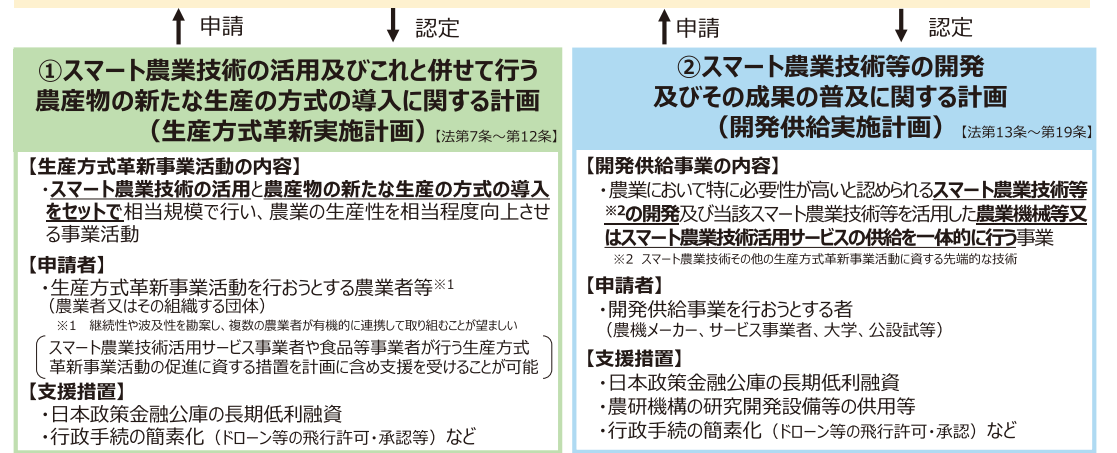 申請
認定
①スマート農業技術の活用及びこれと併せて行う
農産物の新たな生産の方式の導入に関する計画
（生産方式革新実施計画）【法第7条～第12条】
【生産方式革新事業活動の内容】
・スマート農業技術の活用と農産物の新たな生産の方式の導入
をセットで相当規模で行い、農業の生産性を相当程度向上させ
る事業活動
【申請者】
・生産方式革新事業活動を行おうとする農業者等※1
（農業者又はその組織する団体）
※1 継続性や波及性を勘案し、複数の農業者が有機的に連携して取り組むことが望ましい
（スマート農業技術活用サービス事業者や食品等事業者が行う生産方式
革新事業活動の促進に資する措置を計画に含め支援を受けることが可能）
【支援措置】
・日本政策金融公庫の長期低利融資
・行政手続の簡素化（ドローン等の飛行許可・承認等）など
申請
認定
②スマート農業技術等の開発
及びその成果の普及に関する計画
（開発供給実施計画）【法第13条～第19条】
【開発供給事業の内容】
・農業において特に必要性が高いと認められるスマート農業技術等
※2の開発及び当該スマート農業技術等を活用した農業機械等又
はスマート農業技術活用サービスの供給を一体的に行う事業
※2 スマート農業技術その他の生産方式革新事業活動に資する先端的な技術
【申請者】
・開発供給事業を行おうとする者
（農機メーカー、サービス事業者、大学、公設試等）
【支援措置】
・日本政策金融公庫の長期低利融資
・農研機構の研究開発設備等の供用等
・行政手続の簡素化（ドローン等の飛行許可・承認）など